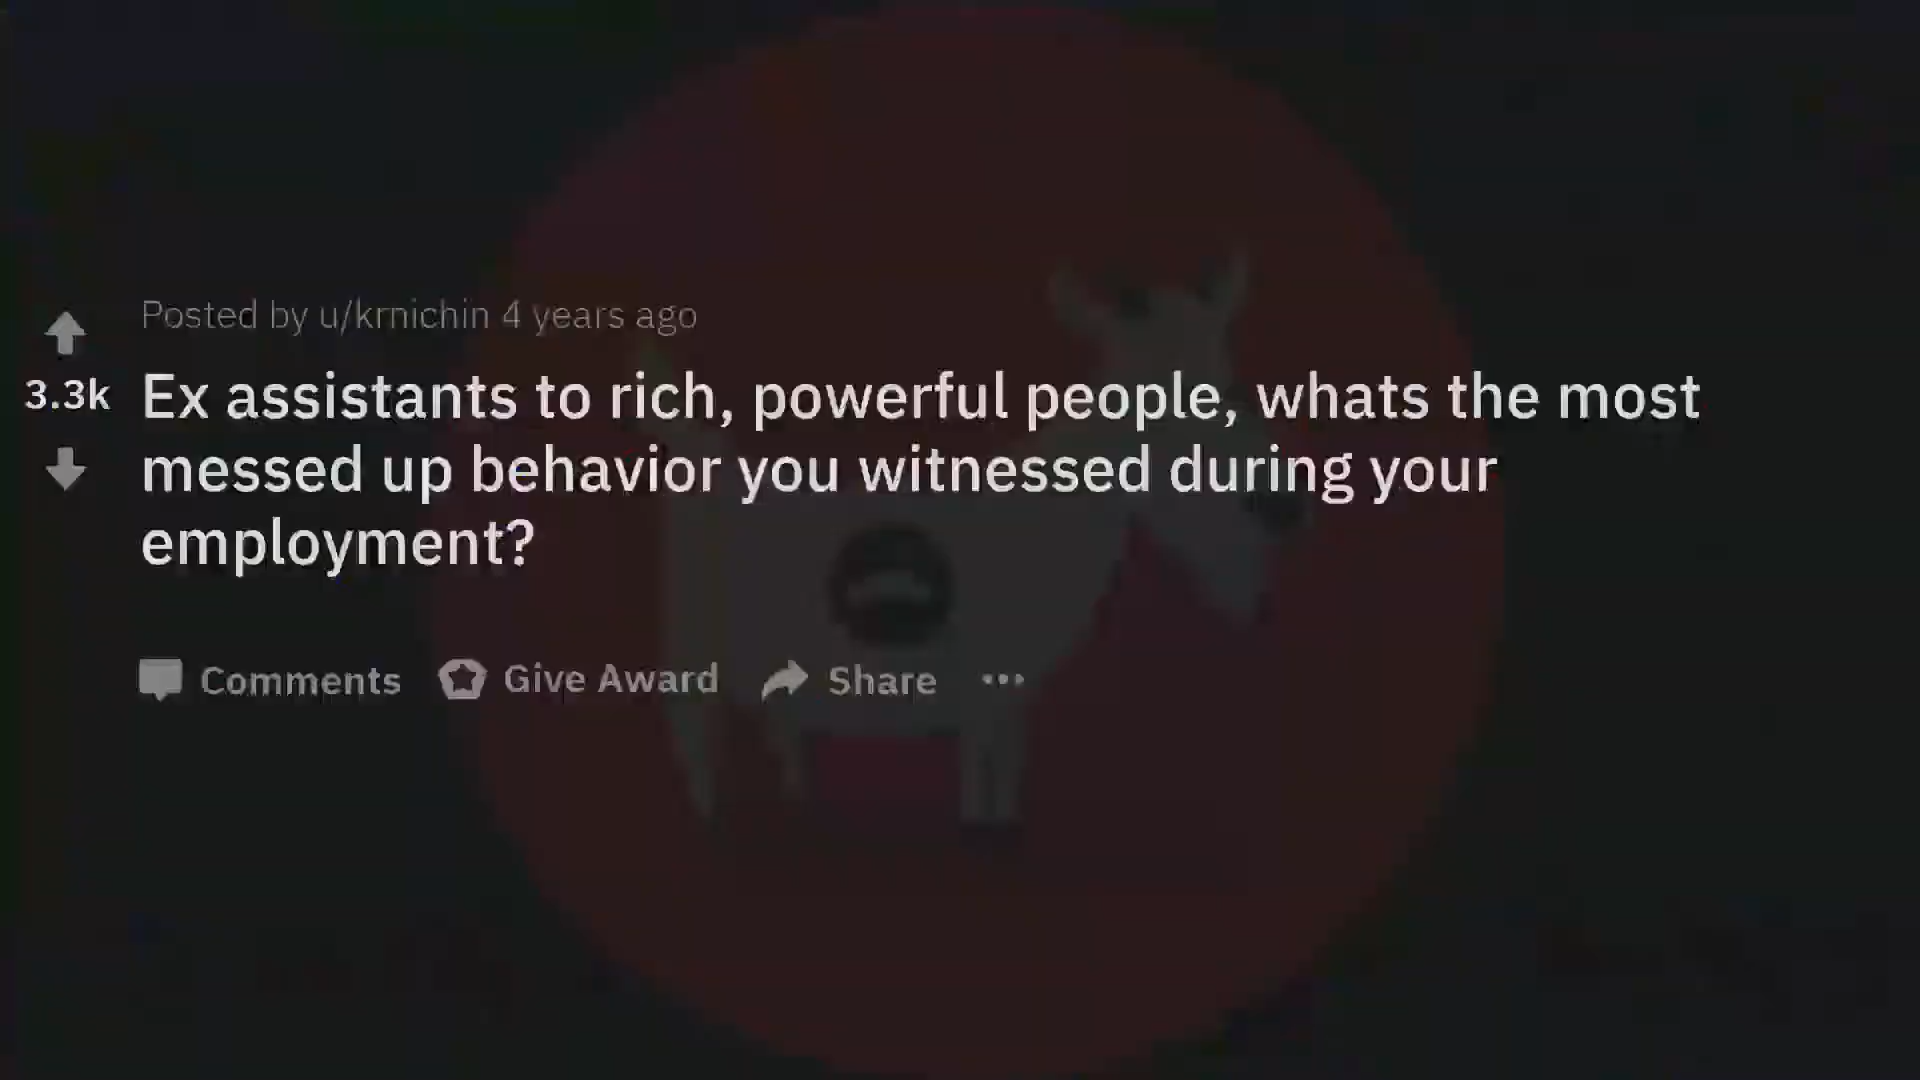 Posted by u/krnichin 4 years ago
3.3k
Ex assistants to rich, powerful people, whats the most
messed up behavior you witnessed during your
employment?
Comments Give Award Share